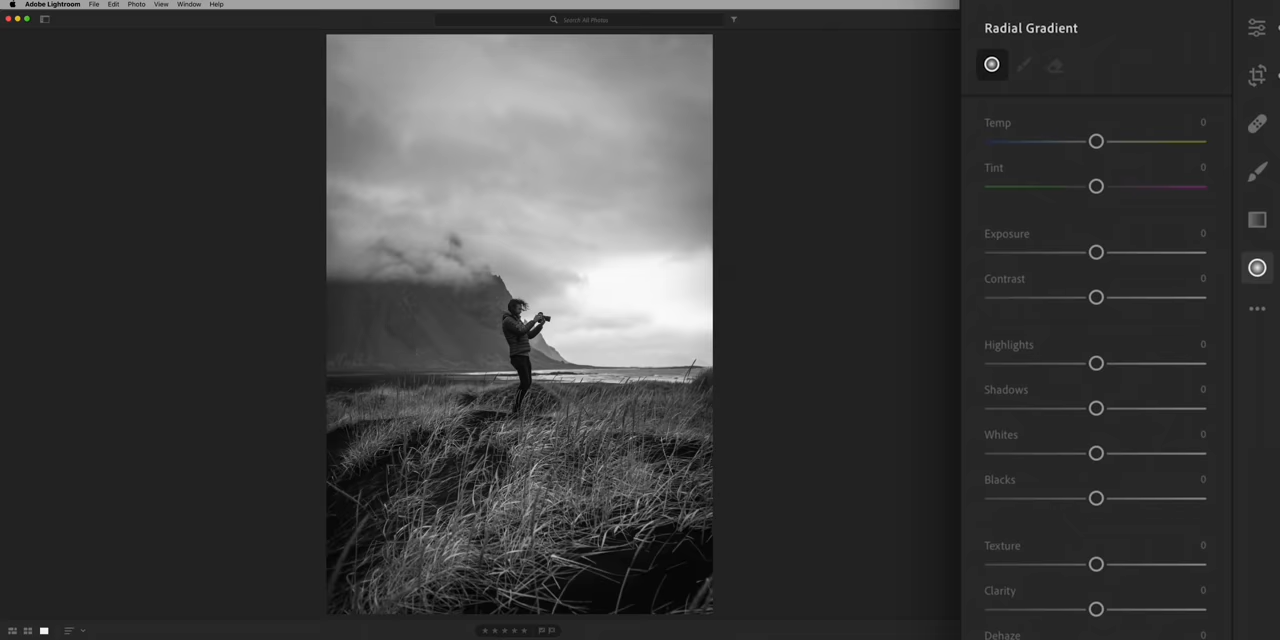 Adobe Lightroom File Edit Photo View Window Help
Search All Photos
Radial Gradient
Temp 0
Tint 0
Exposure 0
Contrast 0
Highlights 0
Shadows 0
Whites 0
Blacks 0
Texture 0
Clarity 0
Dehaze 0